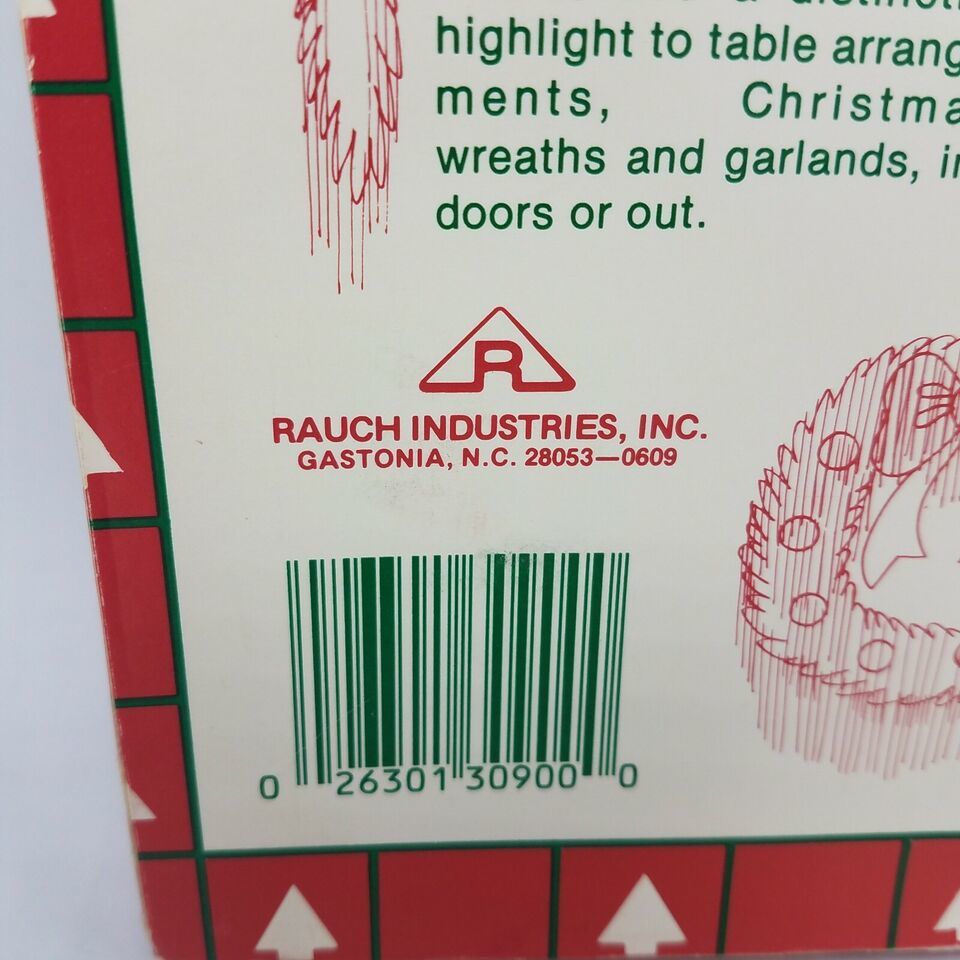 highlight to table arrang
ments, Christma
wreaths and garlands, in
doors or out.
R
RAUCH INDUSTRIES, INC.
GASTONIA, N.C. 28053—0609
0 26301 30900 0